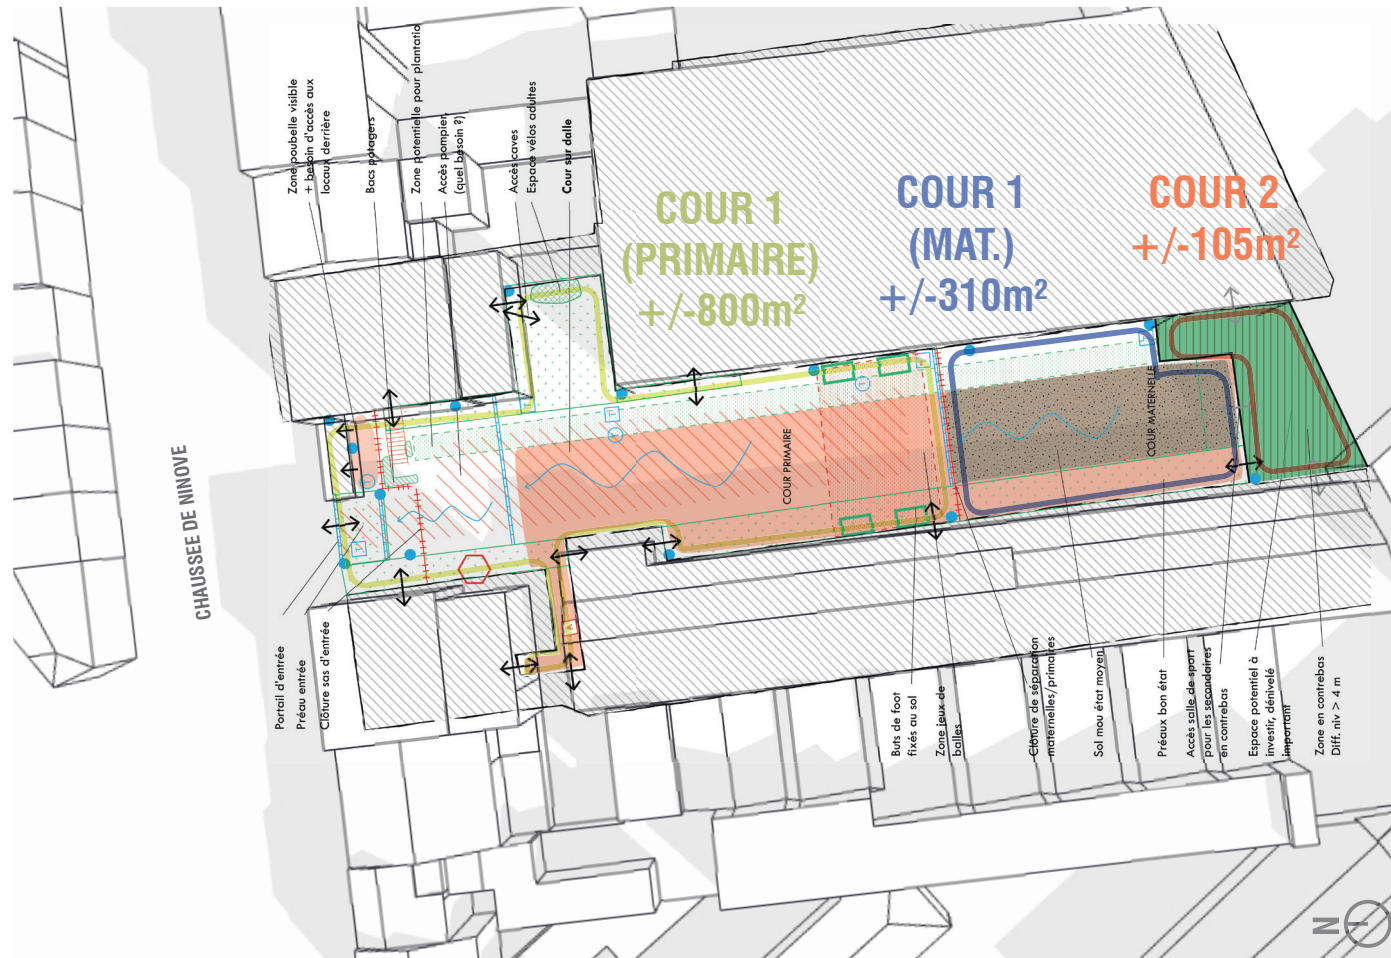 Zone poubelle visible
+ besoin d'accès aux
locaux derrière
Bacs potagers
Zone potentielle pour plantatio
Accès pompier,
(quel besoin ?)
Accès caves
Espace vélos adultes
Cour sur dalle
COUR 1
(PRIMAIRE)
+/-800m²
COUR 1
(MAT.)
+/-310m²
COUR 2
+/-105m²
CHAUSSEE DE NINOVE
COUR PRIMAIRE
COUR MATERNELLE
Portail d'entrée
Préau entrée
Clôture sas d'entrée
Buts de foot
fixés au sol
Zone jeux de
balles
Clôture de séparation
maternelles/primaires
Sol mou état moyen
Préaux bon état
Accès salle de sport
pour les secondaires
en contrebas
Espace potentiel à
investir, dénivelé
important
Zone en contrebas
Diff. niv > 4 m
N